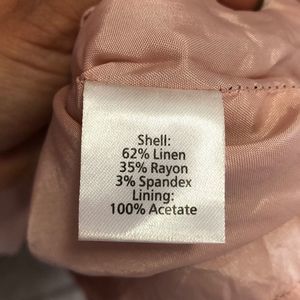 Shell:
62% Linen
35% Rayon
3% Spandex
Lining:
100% Acetate